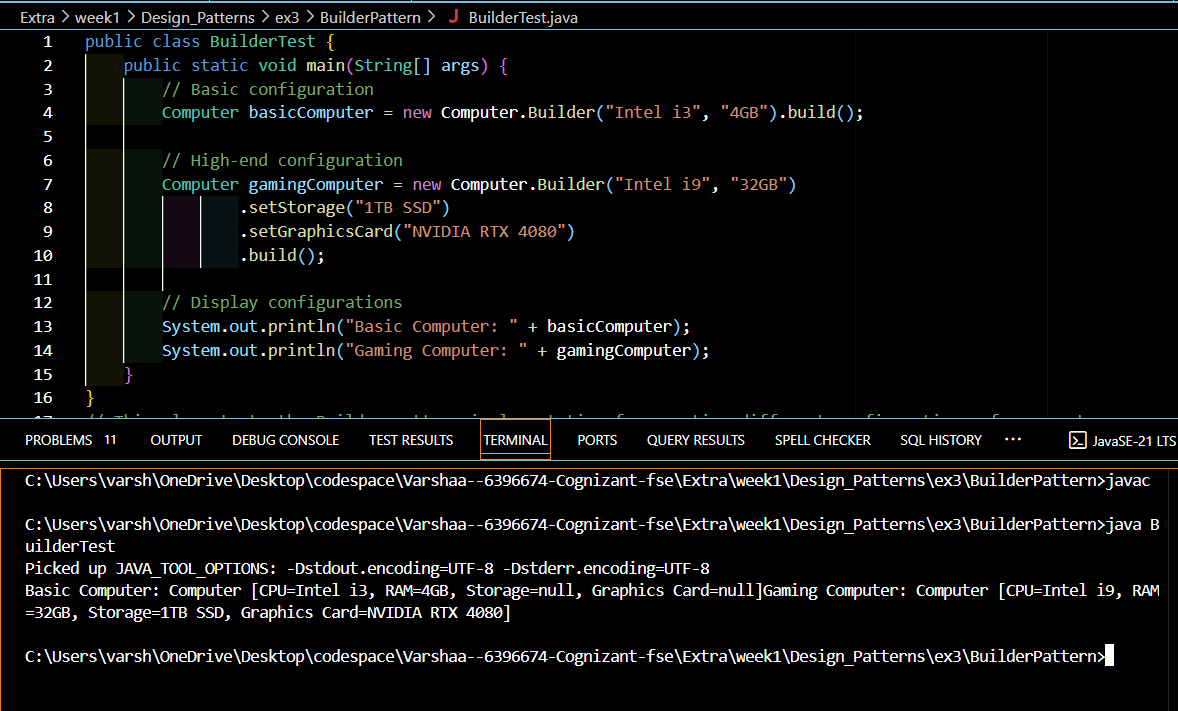 Extra > week1 > Design_Patterns > ex3 > BuilderPattern > J BuilderTest.java
1 public class BuilderTest {
2 public static void main(String[] args) {
3 // Basic configuration
4 Computer basicComputer = new Computer.Builder("Intel i3", "4GB").build();
5
6 // High-end configuration
7 Computer gamingComputer = new Computer.Builder("Intel i9", "32GB")
8 .setStorage("1TB SSD")
9 .setGraphicsCard("NVIDIA RTX 4080")
10 .build();
11
12 // Display configurations
13 System.out.println("Basic Computer: " + basicComputer);
14 System.out.println("Gaming Computer: " + gamingComputer);
15 }
16 }
PROBLEMS 11 OUTPUT DEBUG CONSOLE TEST RESULTS TERMINAL PORTS QUERY RESULTS SPELL CHECKER SQL HISTORY ··· JavaSE-21 LTS
C:\Users\varsh\OneDrive\Desktop\codespace\Varshaa--6396674-Cognizant-fse\Extra\week1\Design_Patterns\ex3\BuilderPattern>javac
C:\Users\varsh\OneDrive\Desktop\codespace\Varshaa--6396674-Cognizant-fse\Extra\week1\Design_Patterns\ex3\BuilderPattern>java B
uilderTest
Picked up JAVA_TOOL_OPTIONS: -Dstdout.encoding=UTF-8 -Dstderr.encoding=UTF-8
Basic Computer: Computer [CPU=Intel i3, RAM=4GB, Storage=null, Graphics Card=null]Gaming Computer: Computer [CPU=Intel i9, RAM
=32GB, Storage=1TB SSD, Graphics Card=NVIDIA RTX 4080]
C:\Users\varsh\OneDrive\Desktop\codespace\Varshaa--6396674-Cognizant-fse\Extra\week1\Design_Patterns\ex3\BuilderPattern>